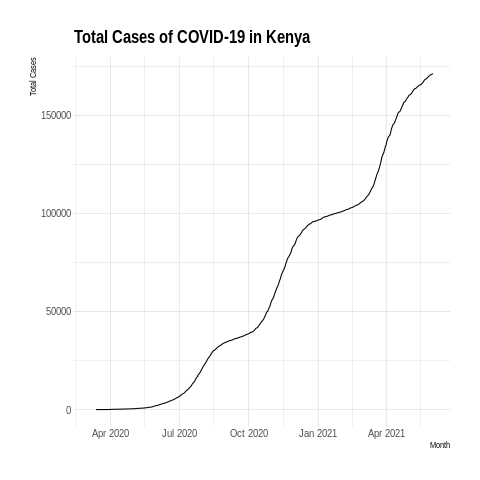 Total Cases of COVID-19 in Kenya
Total Cases
150000
100000
50000
0
Apr 2020 Jul 2020 Oct 2020 Jan 2021 Apr 2021
Month